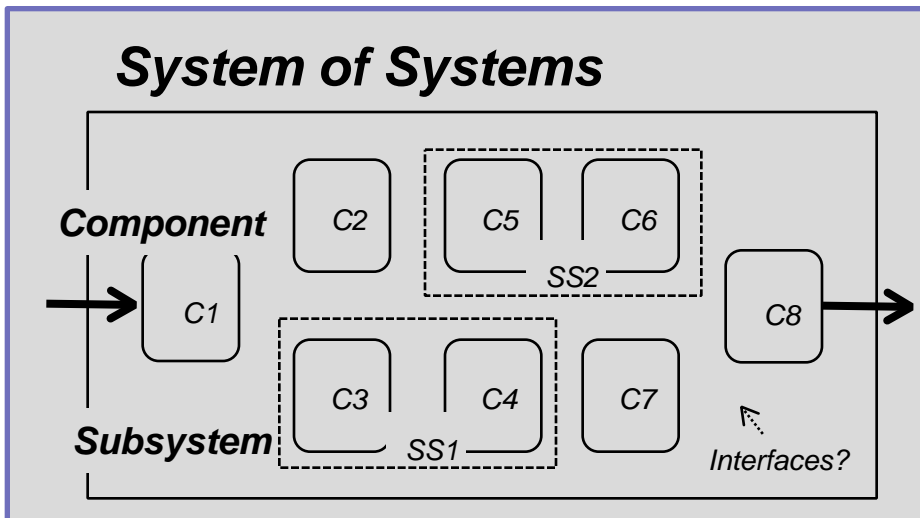 System of Systems
Component
C2
C5
C6
SS2
C1
C8
C3
C4
C7
Subsystem
SS1
Interfaces?